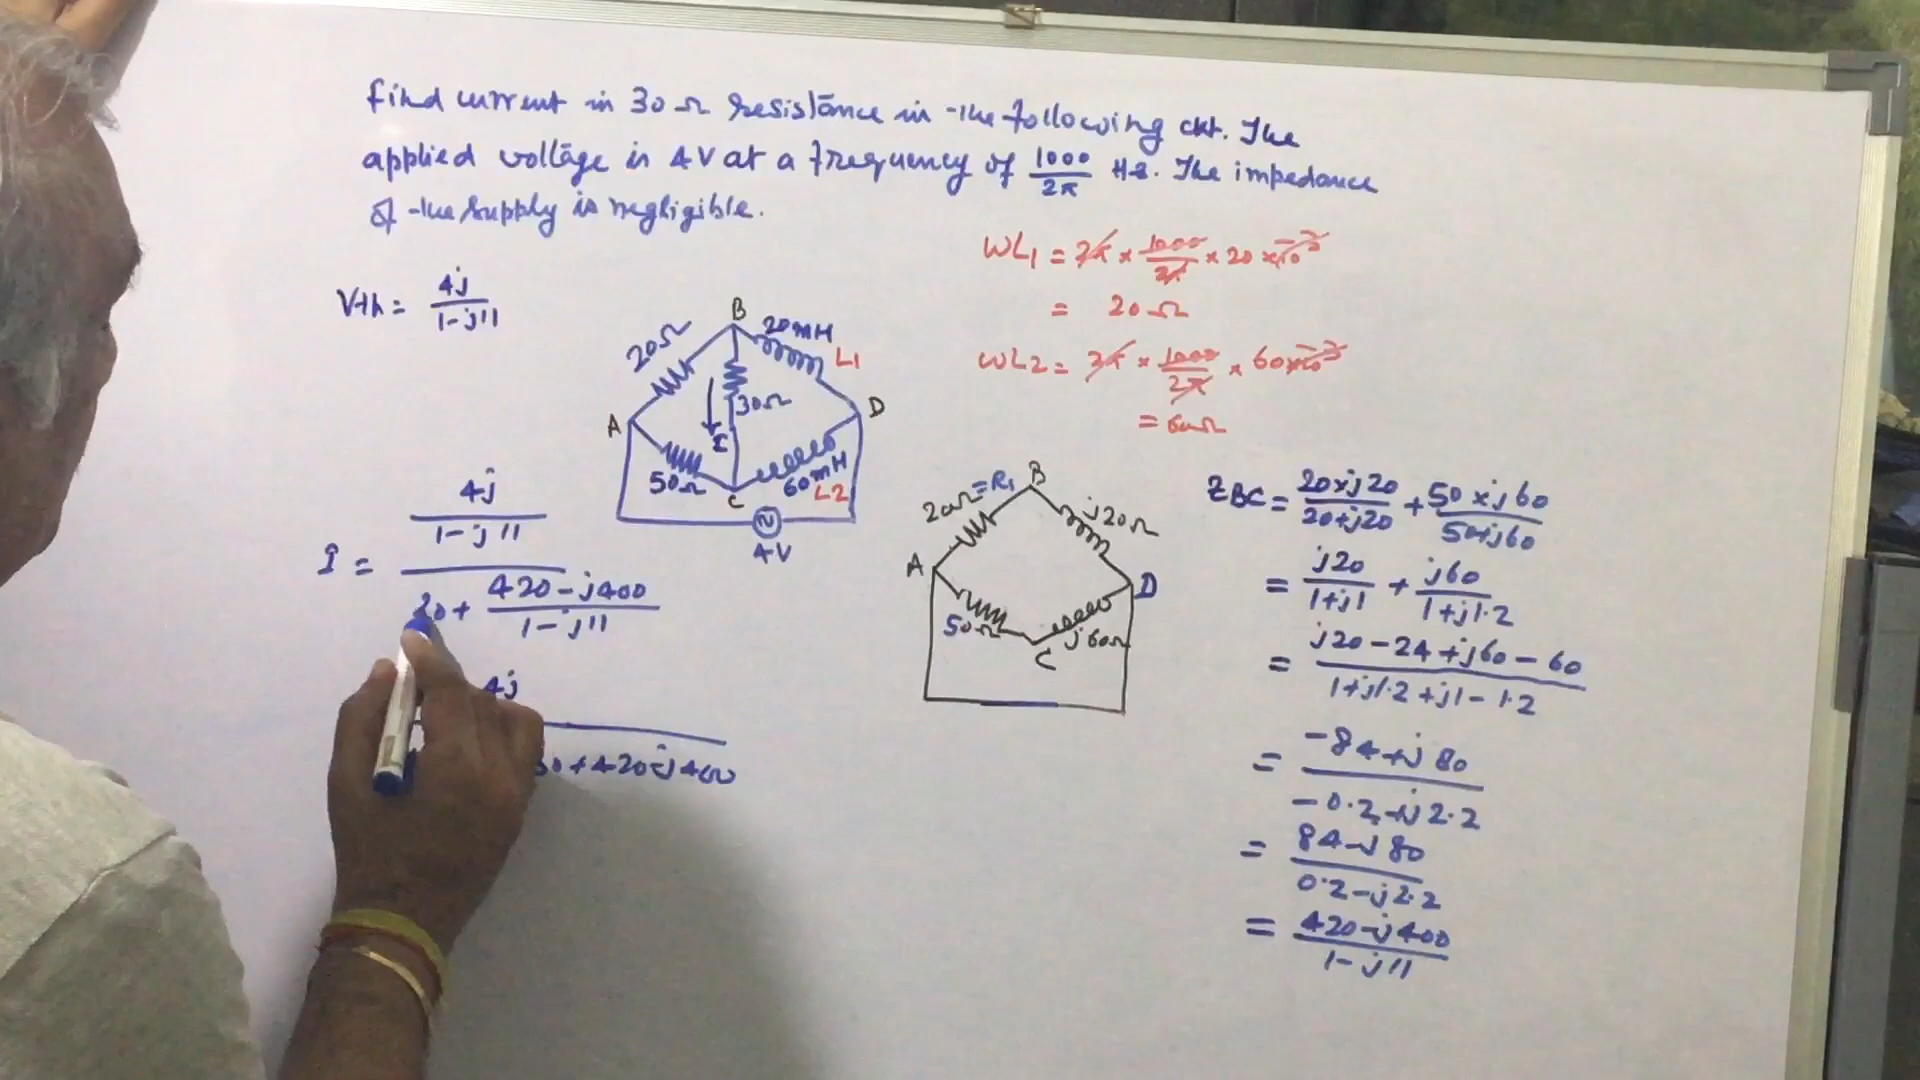 find current in 30 Ω resistance in the following ckt. The
applied voltage is 4V at a frequency of 1000/2π Hz. The impedance
of the supply is negligible.
Vth = 4j / 1-j11
WL1 = 2π × 1000/2π × 20 × 10⁻³
= 20 Ω
WL2 = 2π × 1000/2π × 60 × 10⁻³
= 60Ω
B
20Ω
20mH
L1
30Ω
A
D
I
50Ω
C
60mH
L2
4V
I = 4j / 1-j11
30 + 420-j400 / 1-j11
4j
30+420-j400
B
20Ω=R1
j20Ω
A
D
50Ω
j60Ω
C
ZBC = 20×j20 / 20+j20 + 50×j60 / 50+j60
= j20 / 1+j1 + j60 / 1+j1.2
= j20-24+j60-60 / 1+j1.2+j1-1.2
= -84+j80 / -0.2+j2.2
= 84-j80 / 0.2-j2.2
= 420-j400 / 1-j11